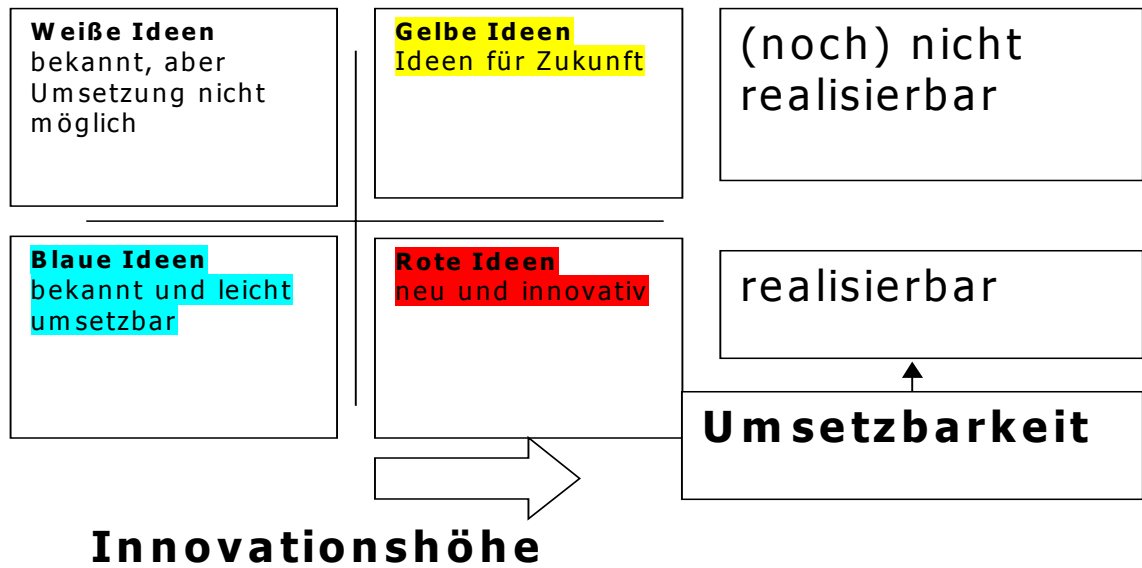 Weiße Ideen
bekannt, aber
Umsetzung nicht
möglich
Gelbe Ideen
Ideen für Zukunft
(noch) nicht
realisierbar
Blaue Ideen
bekannt und leicht
umsetzbar
Rote Ideen
neu und innovativ
realisierbar
Umsetzbarkeit
Innovationshöhe